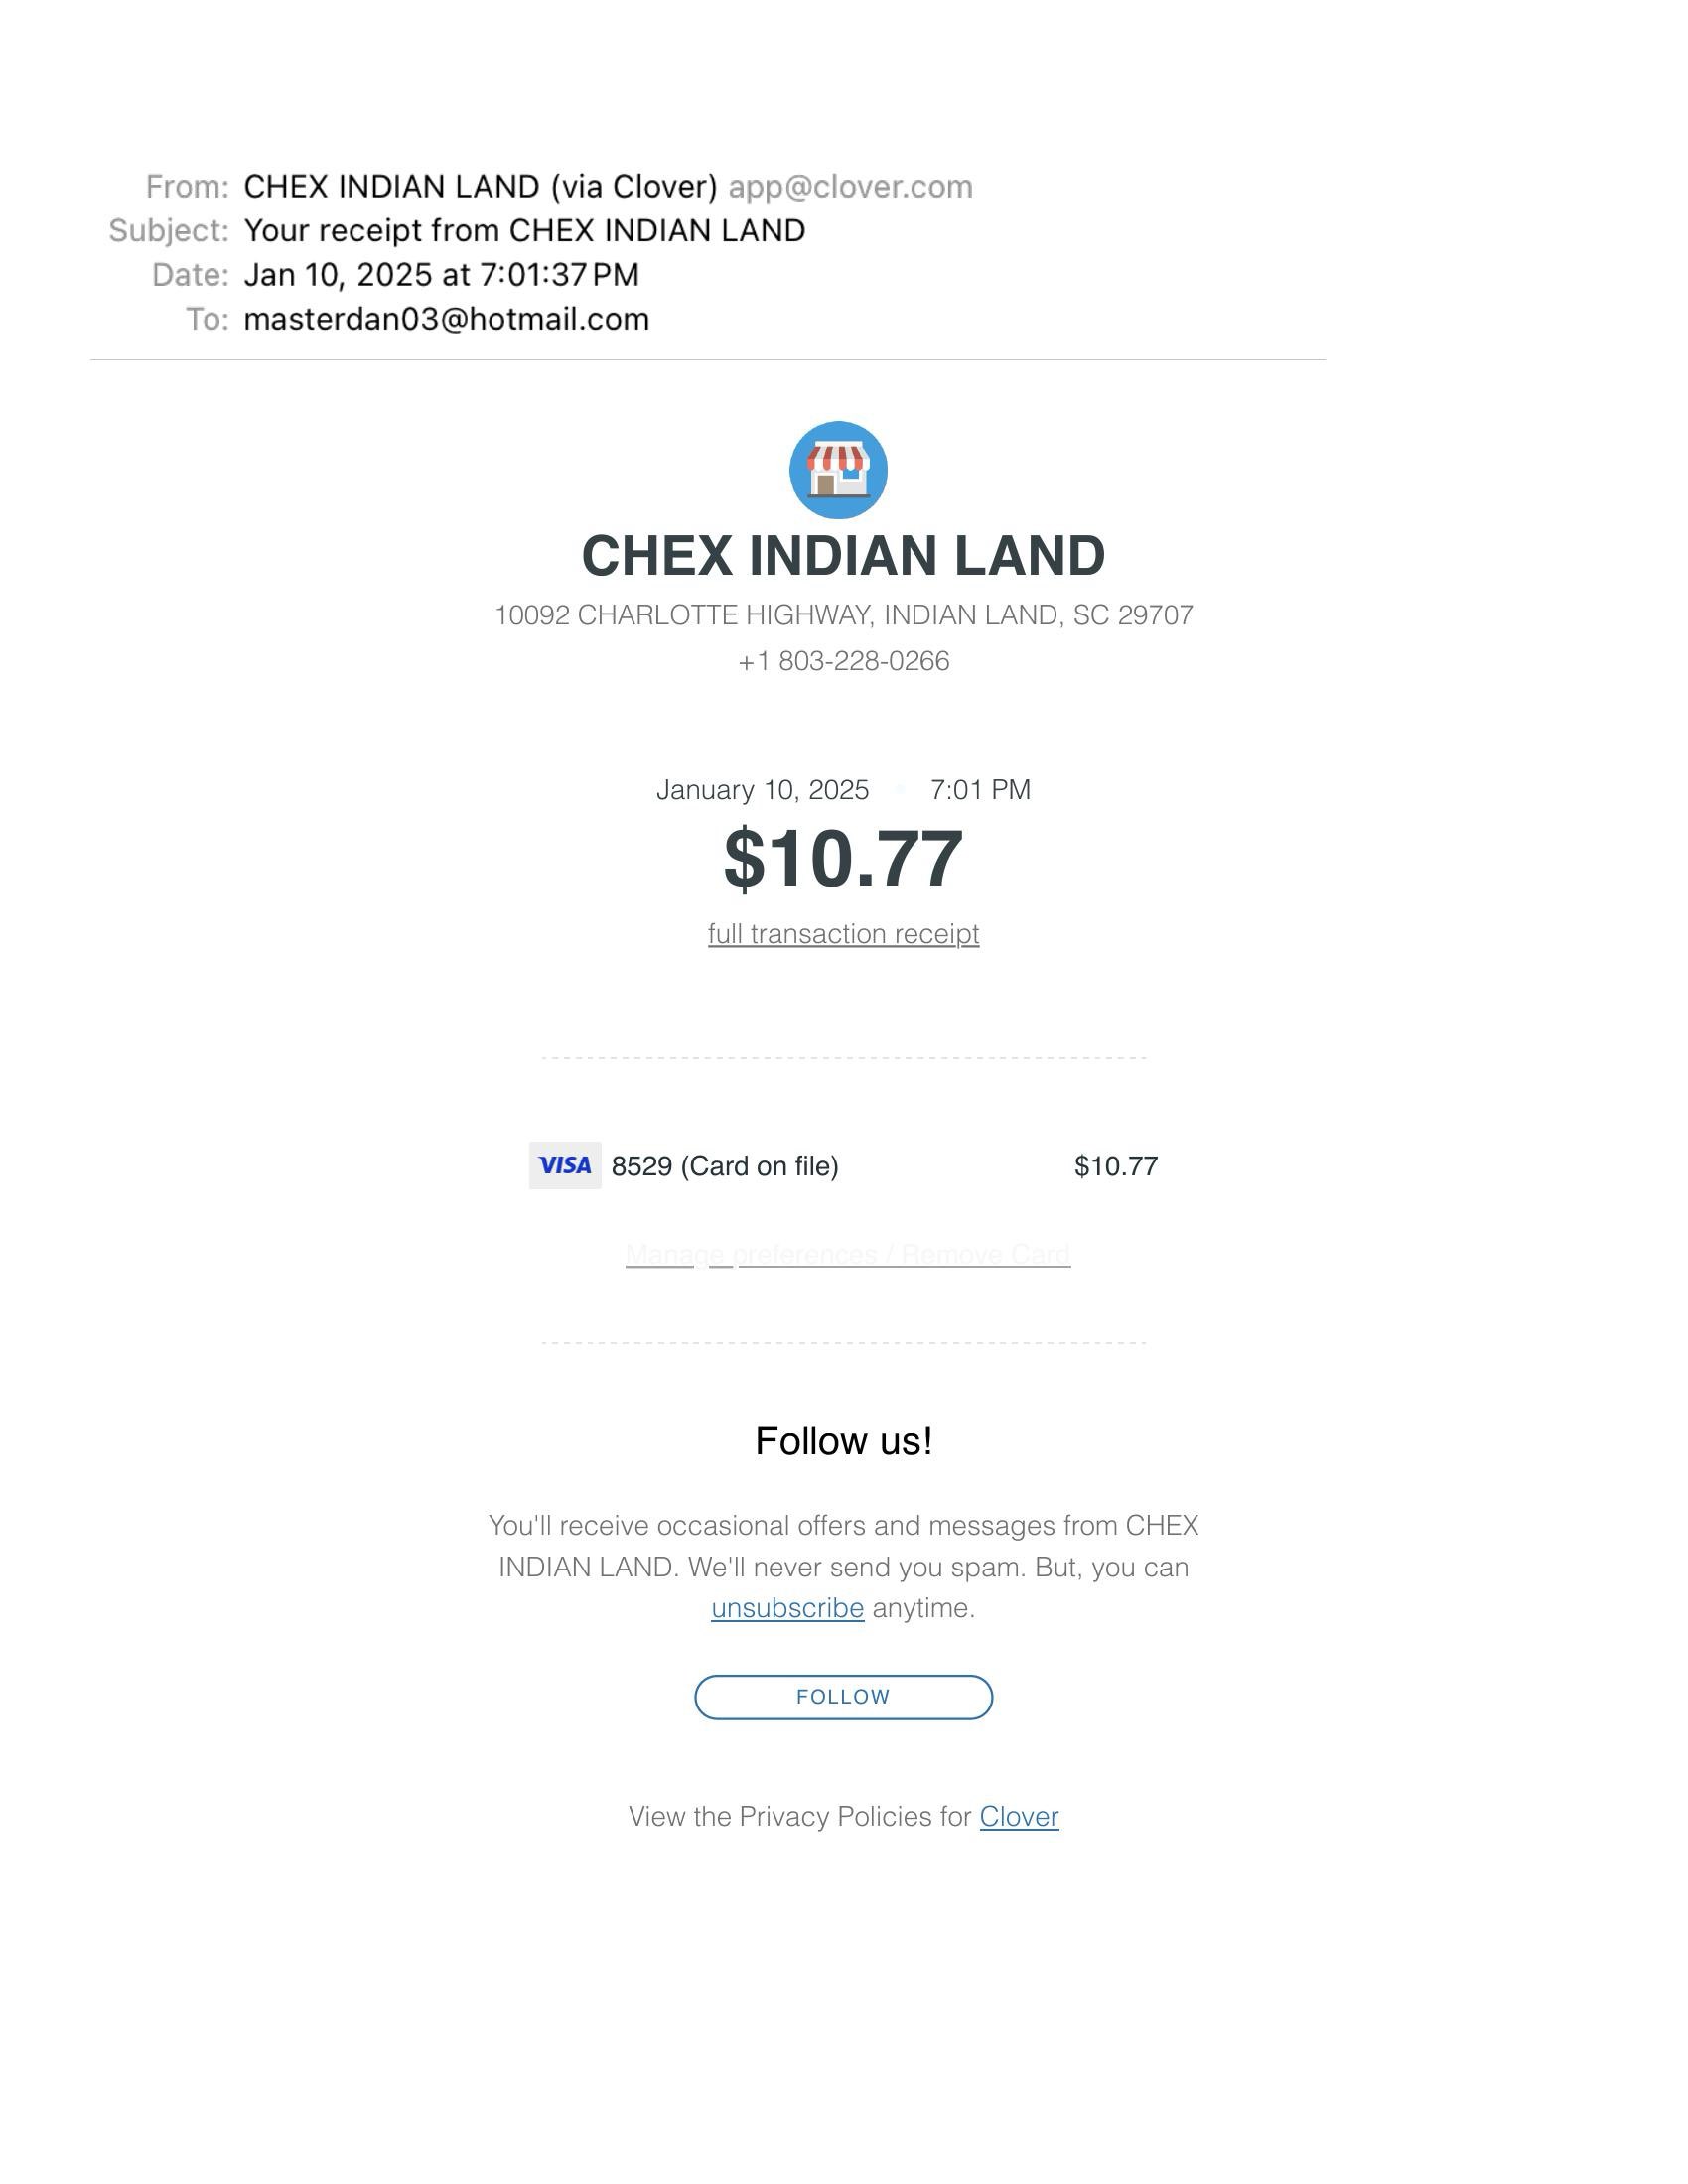 From: CHEX INDIAN LAND (via Clover) app@clover.com
Subject: Your receipt from CHEX INDIAN LAND
Date: Jan 10, 2025 at 7:01:37 PM
To: masterdan03@hotmail.com
CHEX INDIAN LAND
10092 CHARLOTTE HIGHWAY, INDIAN LAND, SC 29707
+1 803-228-0266
January 10, 2025 7:01 PM
$10.77
full transaction receipt
VISA 8529 (Card on file) $10.77
Manage preferences / Remove Card
Follow us!
You'll receive occasional offers and messages from CHEX
INDIAN LAND. We'll never send you spam. But, you can
unsubscribe anytime.
FOLLOW
View the Privacy Policies for Clover